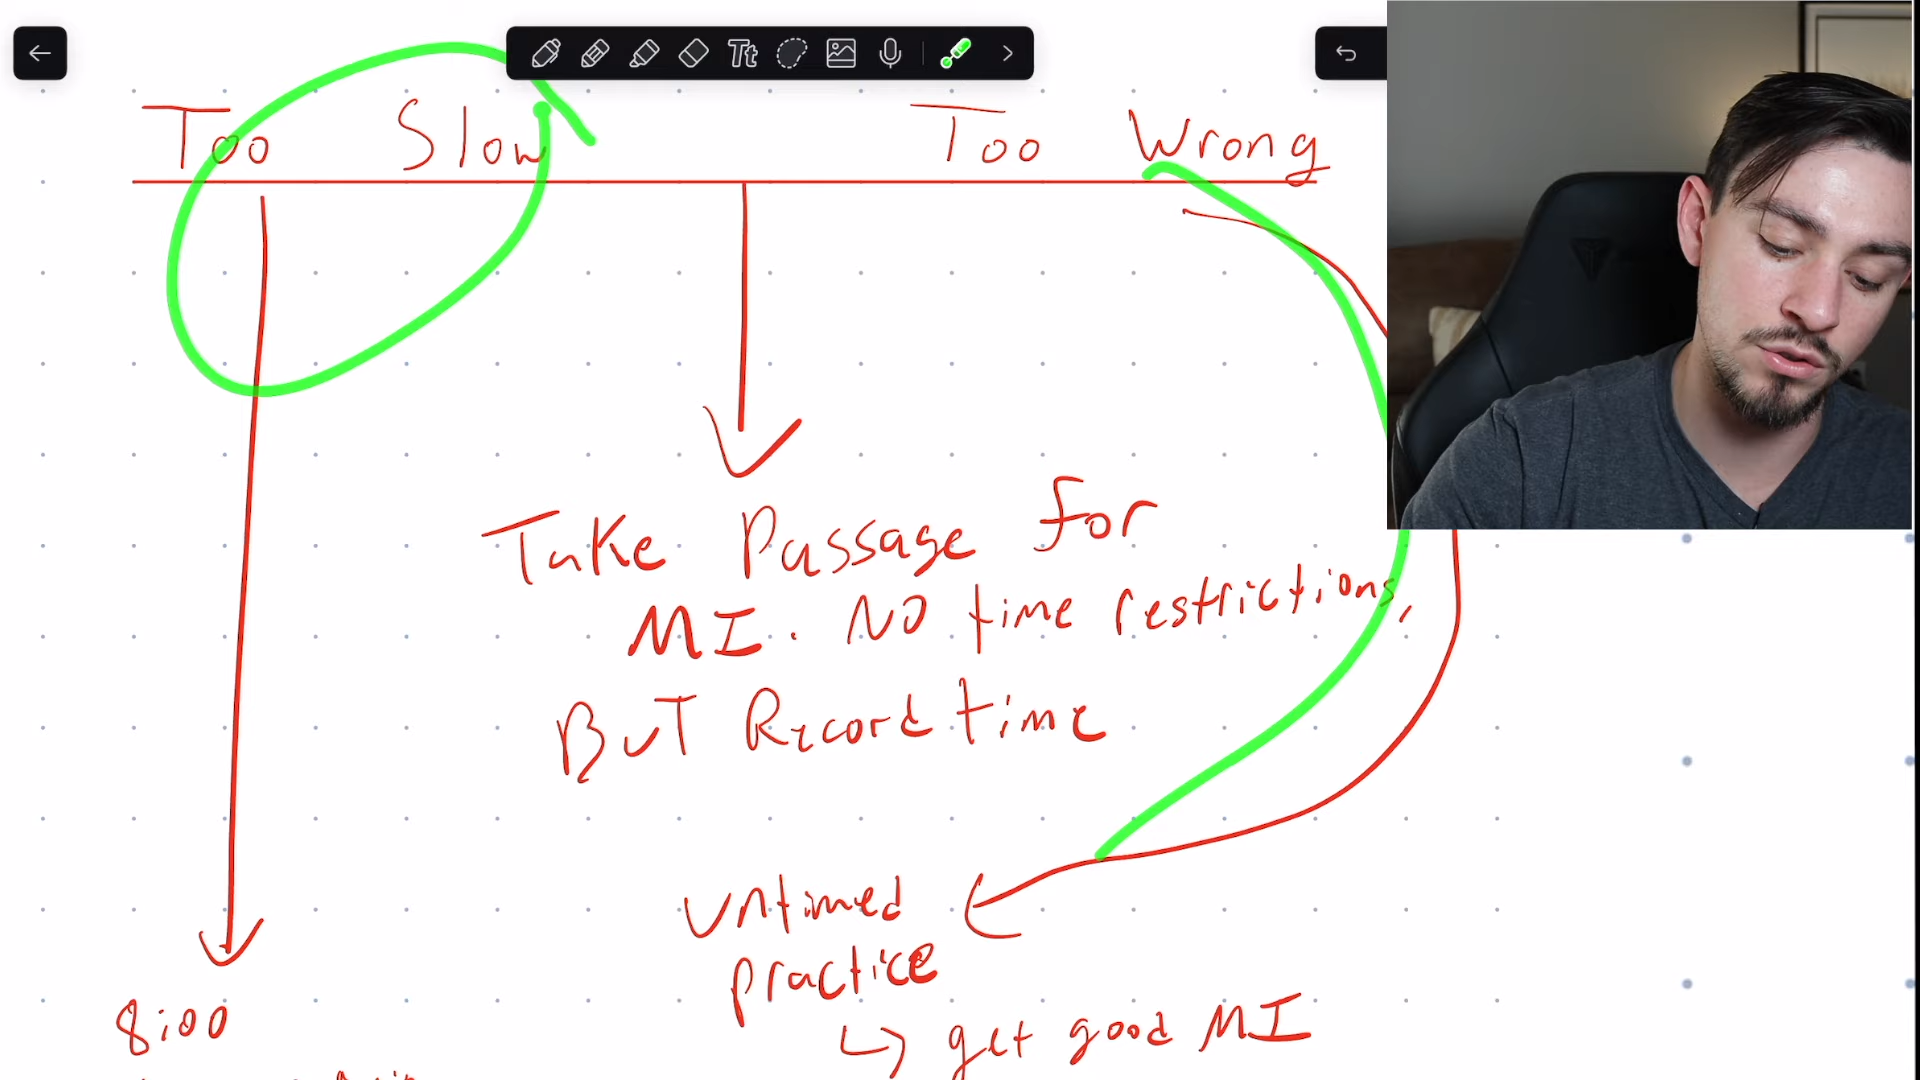 Tt
Too Slow Too Wrong
Take Passage for
MI. NO time restrictions,
BuT Record time
untimed
practice
↳ get good MI
8:00